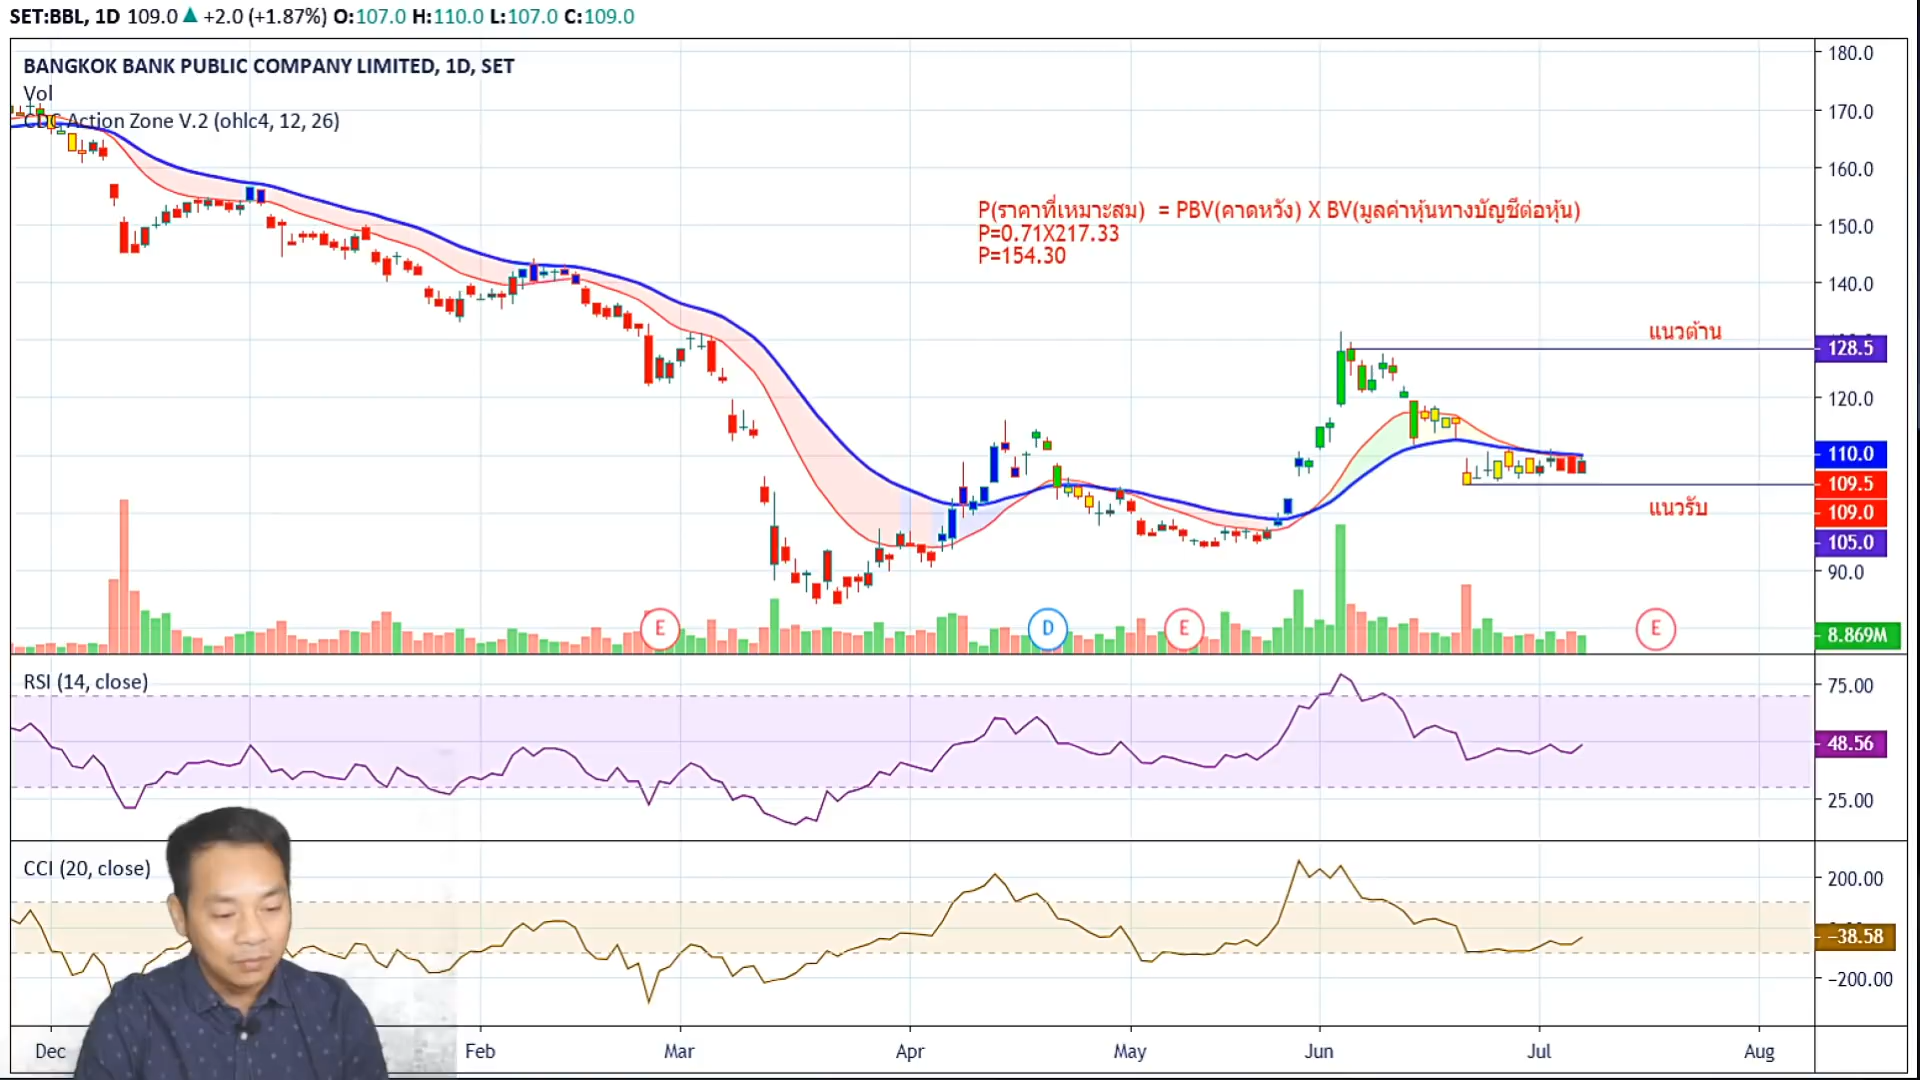 SET:BBL, 1D 109.0 ▲ +2.0 (+1.87%) O:107.0 H:110.0 L:107.0 C:109.0
BANGKOK BANK PUBLIC COMPANY LIMITED, 1D, SET
Vol
CDC Action Zone V.2 (ohlc4, 12, 26)
P(ราคาที่เหมาะสม) = PBV(คาดหวัง) X BV(มูลค่าหุ้นทางบัญชีต่อหุ้น)
P=0.71X217.33
P=154.30
แนวต้าน
แนวรับ
180.0
170.0
160.0
150.0
140.0
128.5
120.0
110.0
109.5
109.0
105.0
90.0
8.869M
E
D
E
E
RSI (14, close)
75.00
48.56
25.00
CCI (20, close)
200.00
−38.58
−200.00
Dec
Feb
Mar
Apr
May
Jun
Jul
Aug